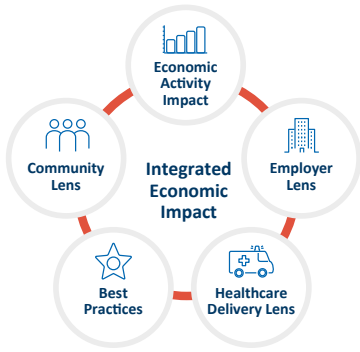 Economic
Activity
Impact
Community
Lens
Integrated
Economic
Impact
Employer
Lens
Best
Practices
Healthcare
Delivery Lens